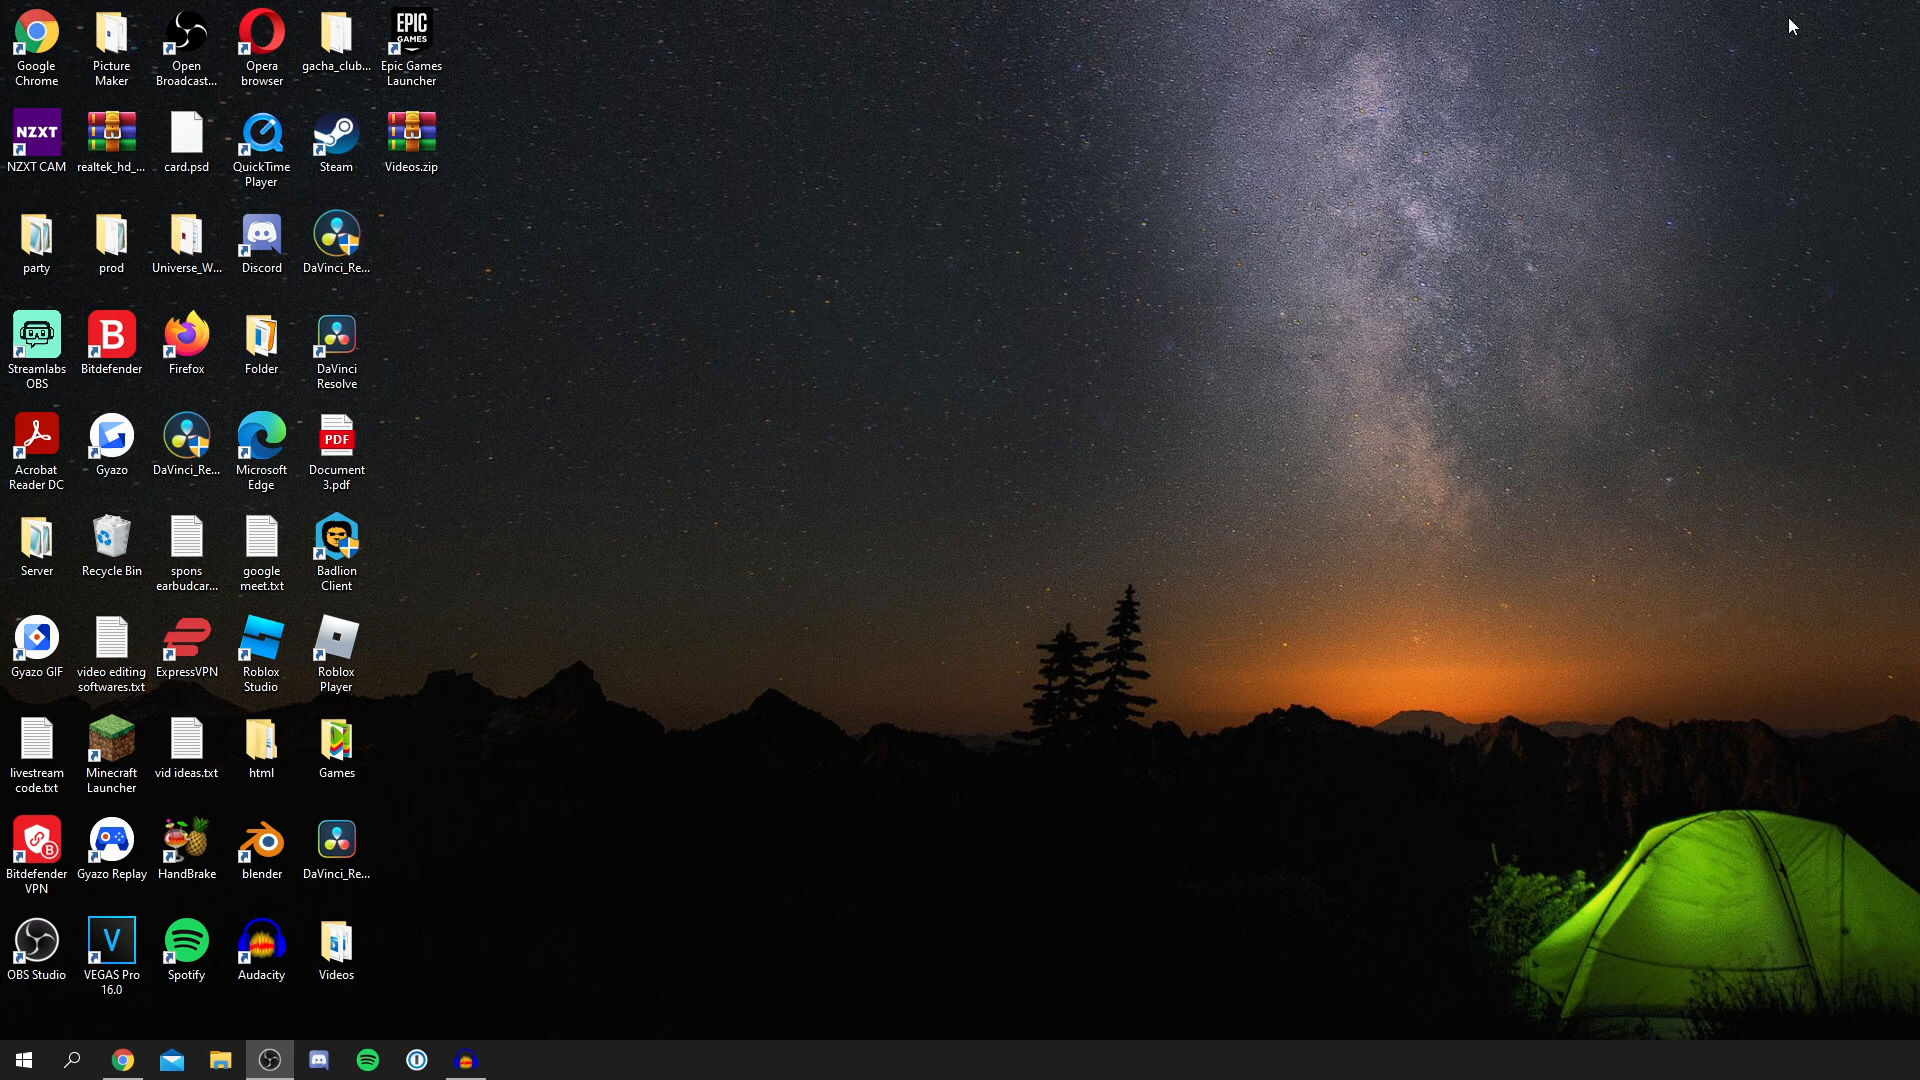 EPIC
GAMES
Google
Chrome
Picture
Maker
Open
Broadcast...
Opera
browser
gacha_club...
Epic Games
Launcher
NZXT
NZXT CAM
realtek_hd_...
card.psd
QuickTime
Player
Steam
Videos.zip
party
prod
Universe_W...
Discord
DaVinci_Re...
B
Streamlabs
OBS
Bitdefender
Firefox
Folder
DaVinci
Resolve
PDF
Acrobat
Reader DC
Gyazo
DaVinci_Re...
Microsoft
Edge
Document
3.pdf
Server
Recycle Bin
spons
earbudcar...
google
meet.txt
Badlion
Client
Gyazo GIF
video editing
softwares.txt
ExpressVPN
Roblox
Studio
Roblox
Player
livestream
code.txt
Minecraft
Launcher
vid ideas.txt
html
Games
B
Bitdefender
VPN
Gyazo Replay
HandBrake
blender
DaVinci_Re...
V
OBS Studio
VEGAS Pro
16.0
Spotify
Audacity
Videos